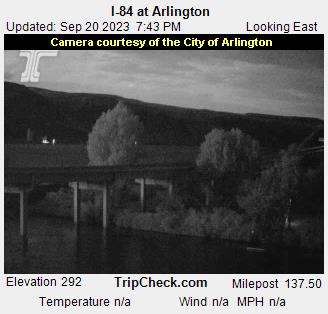 I-84 at Arlington
Updated: Sep 20 2023 7:43 PM Looking East
Camera courtesy of the City of Arlington
Elevation 292 TripCheck.com Milepost 137.50
Temperature n/a Wind n/a MPH n/a